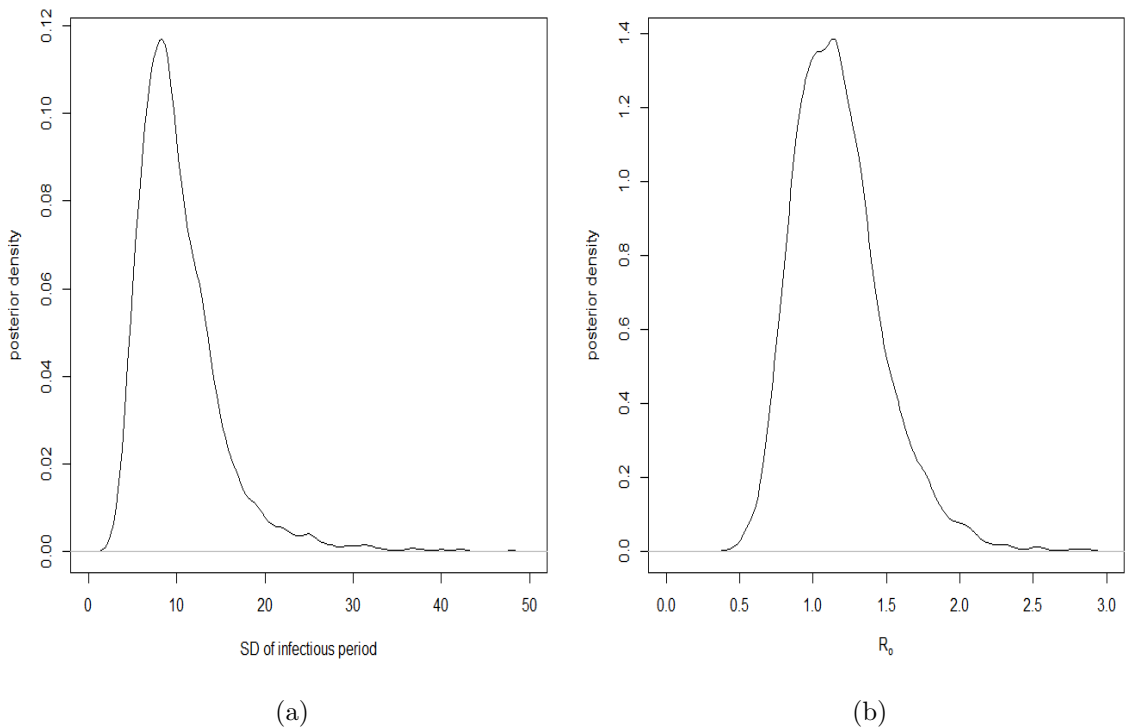 posterior density
0.12
0.10
0.08
0.06
0.04
0.02
0.00
0 10 20 30 40 50
SD of infectious period
(a)
posterior density
1.4
1.2
1.0
0.8
0.6
0.4
0.2
0.0
0.0 0.5 1.0 1.5 2.0 2.5 3.0
R₀
(b)